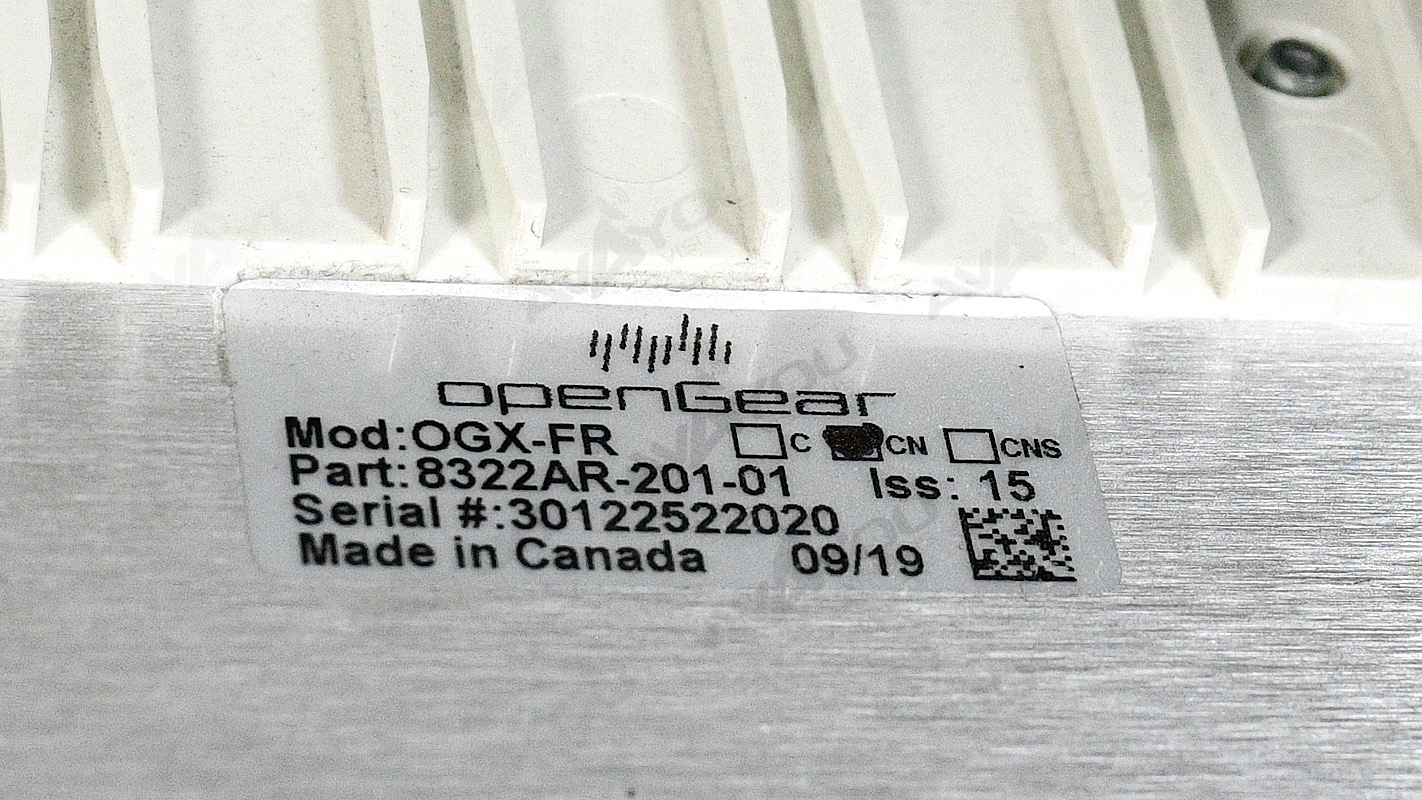 openGear
Mod:OGX-FR C CN CNS
Part:8322AR-201-01 Iss: 15
Serial #:30122522020
Made in Canada 09/19